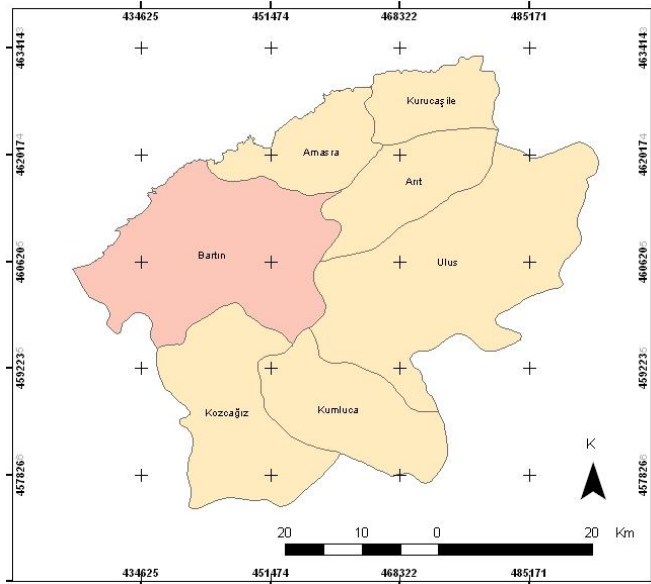 434625 451474 468322 485171
4634143 4634143
Kurucaşile
4620174 Amasra 4620174
Arıt
Bartın
4606205 Ulus 4606205
4592235 4592235
Kozcağız Kumluca
K
4578266 4578266
20 10 0 20 Km
434625 451474 468322 485171